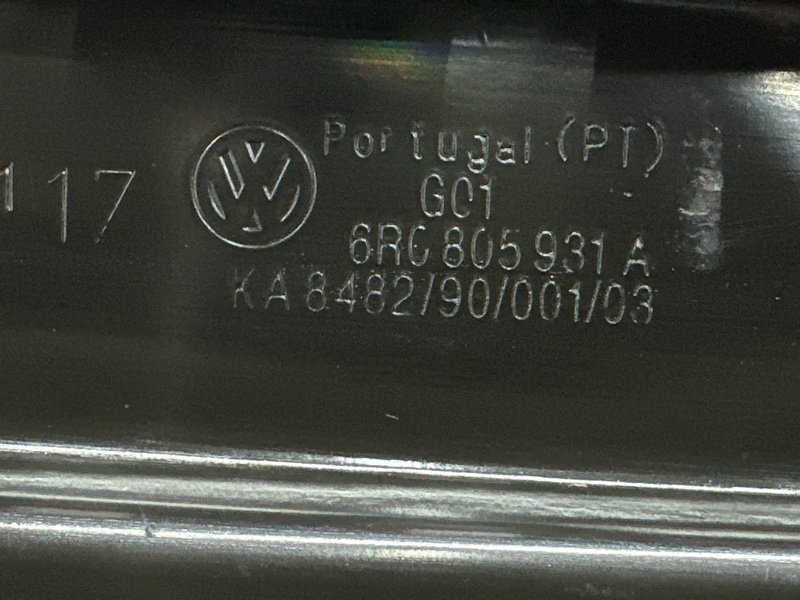 Portugal (PT)
117
G01
6RC 805 931 A
KA 8482/90/001/03